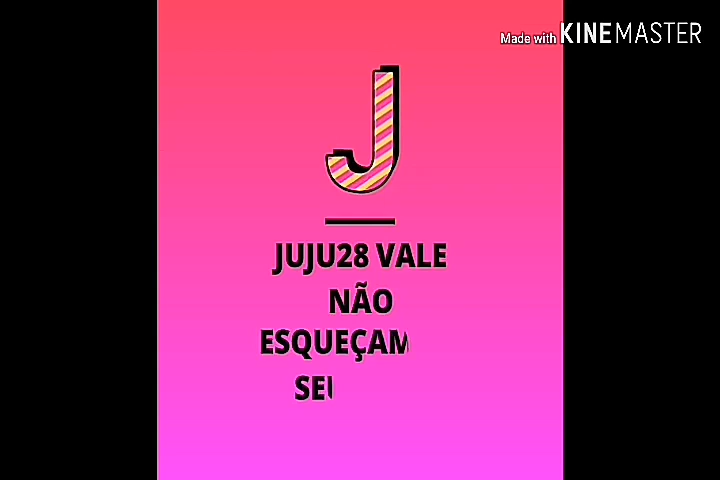 Made with KINEMASTER
J
JUJU28 VALE
NÃO
ESQUEÇAM